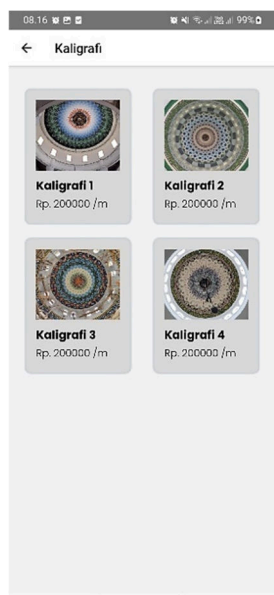 08.16
99%
Kaligrafi
Kaligrafi 1
Rp. 200000 /m
Kaligrafi 2
Rp. 200000 /m
Kaligrafi 3
Rp. 200000 /m
Kaligrafi 4
Rp. 200000 /m